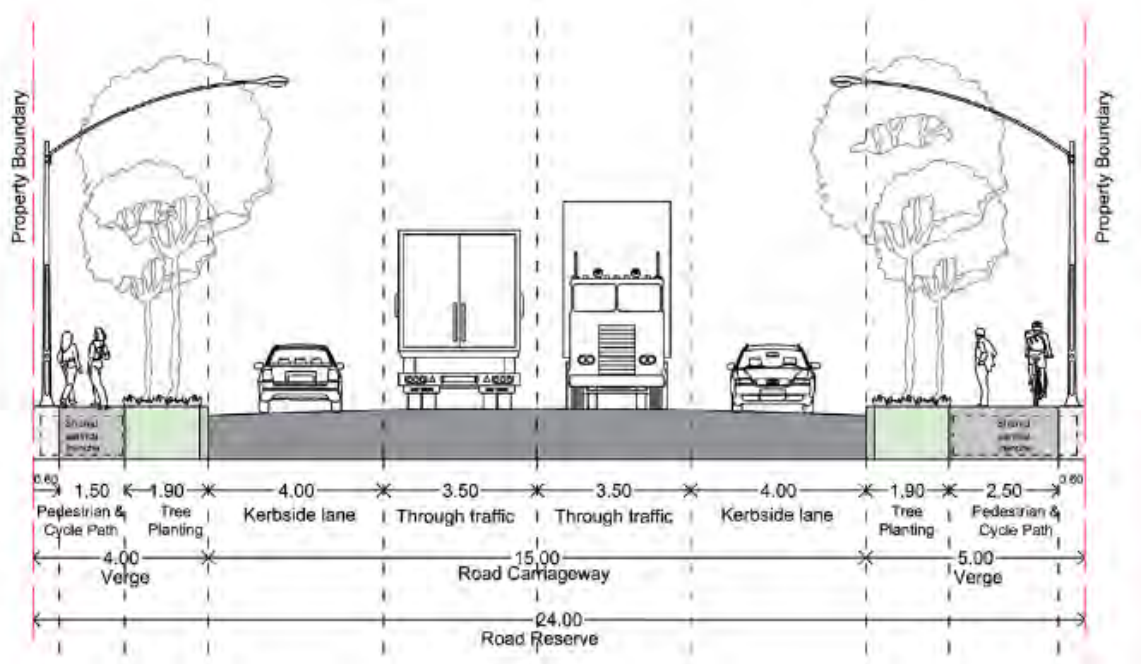 Property Boundary
Property Boundary
Shared
Shared
0.60
1.50
1.90
4.00
3.50
3.50
4.00
1.90
2.50
0.60
Pedestrian &
Cycle Path
Tree
Planting
Kerbside lane
Through traffic
Through traffic
Kerbside lane
Tree
Planting
Pedestrian &
Cycle Path
4.00
Verge
15.00
Road Carriageway
5.00
Verge
24.00
Road Reserve